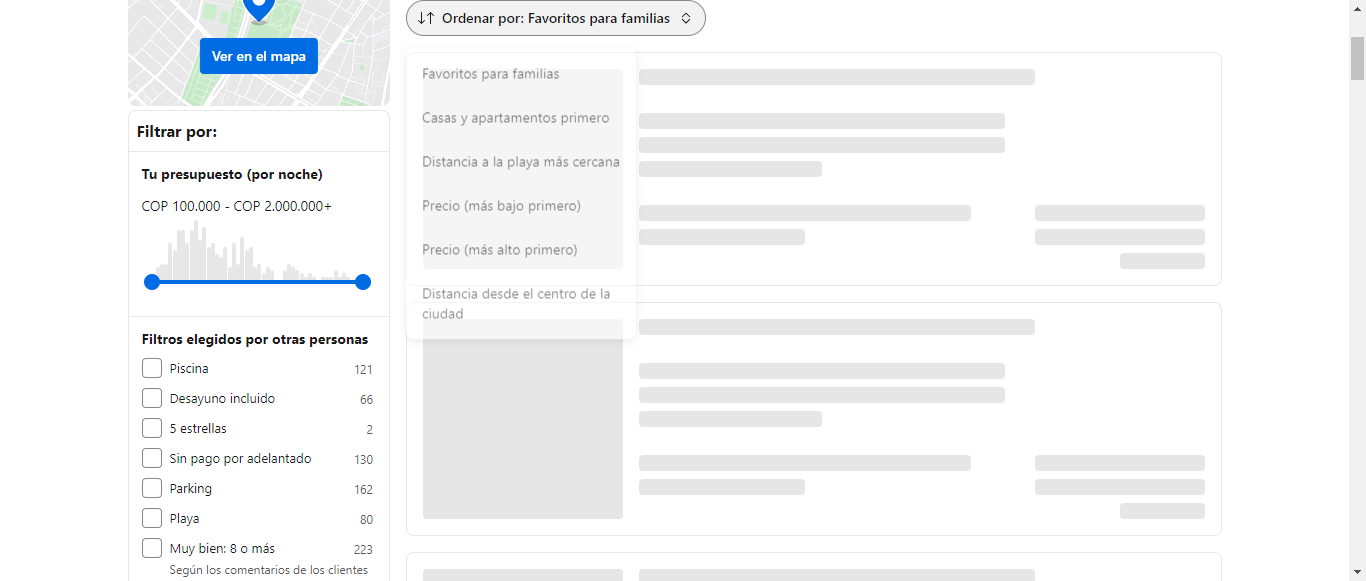 Ordenar por: Favoritos para familias
Ver en el mapa
Favoritos para familias
Casas y apartamentos primero
Distancia a la playa más cercana
Precio (más bajo primero)
Precio (más alto primero)
Distancia desde el centro de la
ciudad
Filtrar por:
Tu presupuesto (por noche)
COP 100.000 - COP 2.000.000+
Filtros elegidos por otras personas
Piscina 121
Desayuno incluido 66
5 estrellas 2
Sin pago por adelantado 130
Parking 162
Playa 80
Muy bien: 8 o más 223
Según los comentarios de los clientes